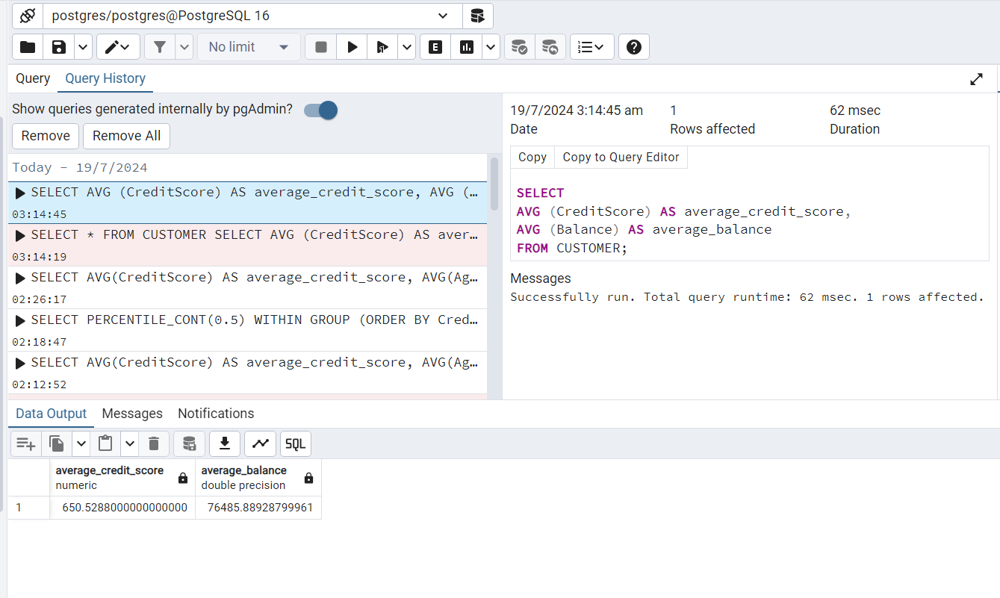 postgres/postgres@PostgreSQL 16
No limit
E
Query Query History
Show queries generated internally by pgAdmin?
Remove Remove All
Today - 19/7/2024
SELECT AVG (CreditScore) AS average_credit_score, AVG (…
03:14:45
SELECT * FROM CUSTOMER SELECT AVG (CreditScore) AS aver…
03:14:19
SELECT AVG(CreditScore) AS average_credit_score, AVG(Ag…
02:26:17
SELECT PERCENTILE_CONT(0.5) WITHIN GROUP (ORDER BY Cred…
02:18:47
SELECT AVG(CreditScore) AS average_credit_score, AVG(Ag…
02:12:52
19/7/2024 3:14:45 am 1 62 msec
Date Rows affected Duration
Copy Copy to Query Editor
SELECT
AVG (CreditScore) AS average_credit_score,
AVG (Balance) AS average_balance
FROM CUSTOMER;
Messages
Successfully run. Total query runtime: 62 msec. 1 rows affected.
Data Output Messages Notifications
SQL
average_credit_score average_balance
numeric double precision
1 650.5288000000000000 76485.88928799961